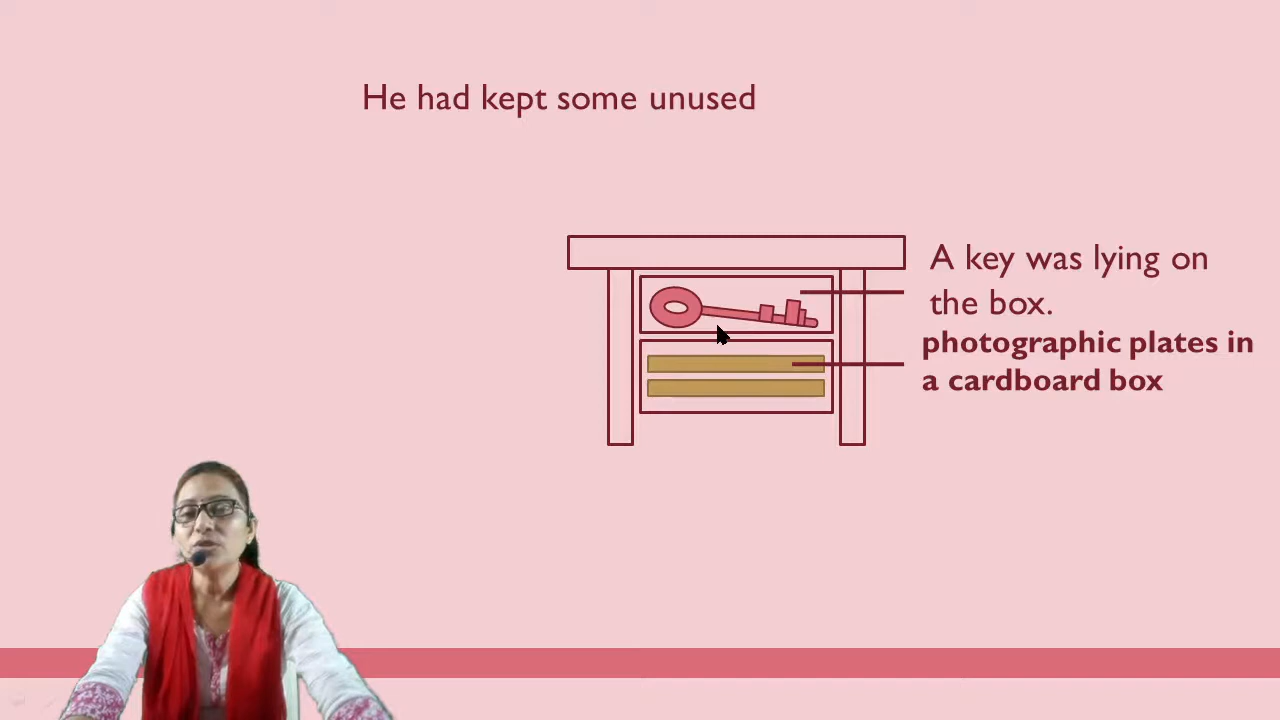 He had kept some unused
A key was lying on
the box.
photographic plates in
a cardboard box